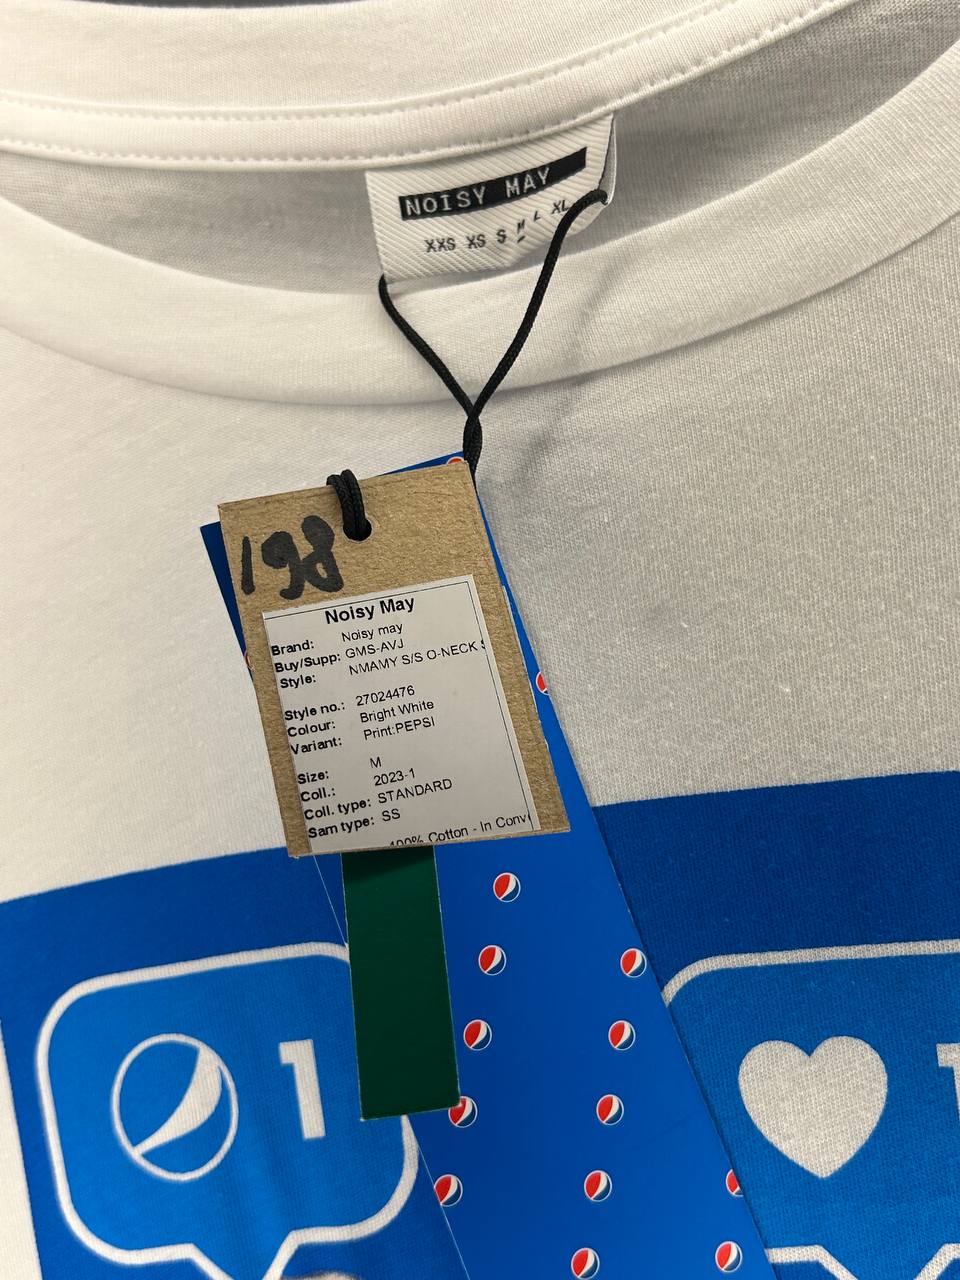 NOISY MAY
XXS XS S M L XL
198
Noisy May
Brand: Noisy may
Buy/Supp: GMS-AVJ
Style: NMAMY S/S O-NECK
Style no.: 27024476
Colour: Bright White
Variant: Print:PEPSI
Size: M
Coll.: 2023-1
Coll. type: STANDARD
Sam type: SS
100% Cotton - In Conv
1
1